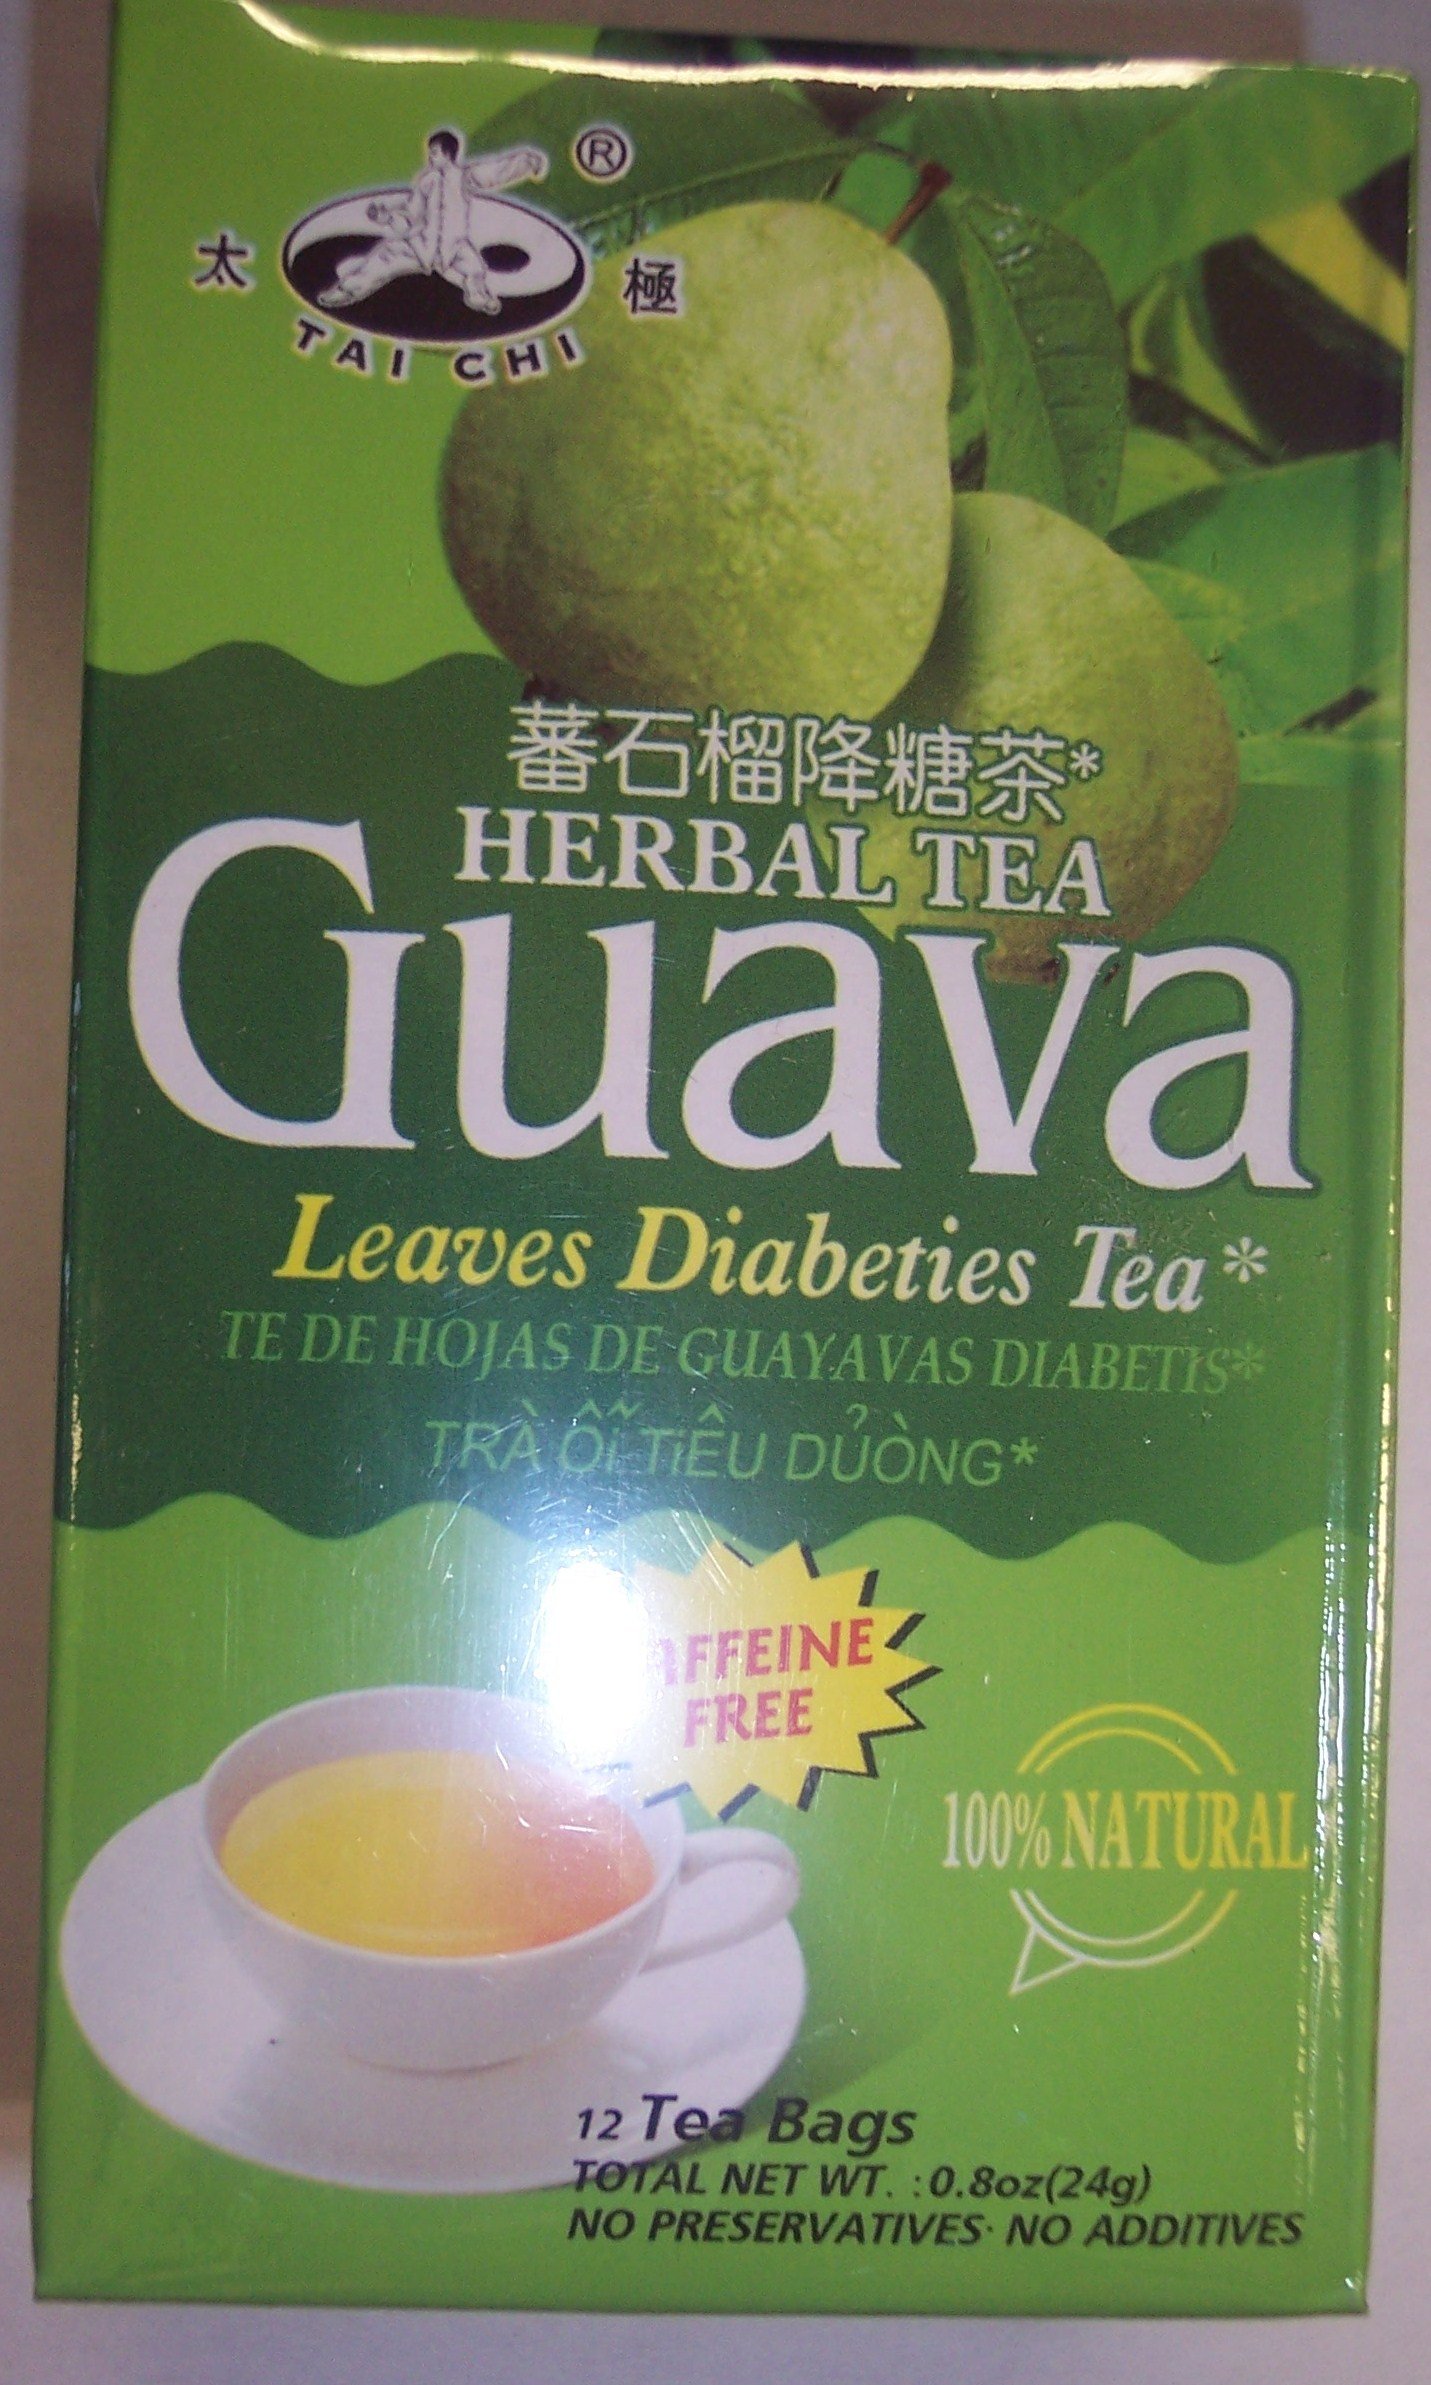 ®
太 極
TAI CHI
蕃石榴降糖茶*
HERBAL TEA
Guava
Leaves Diabeties Tea*
TE DE HOJAS DE GUAYAVAS DIABETIS*
TRÀ ỔĨ TIÊU DỦÒNG*
FREE
100% NATURAL
12 Tea Bags
TOTAL NET WT. : 0.8oz(24g)
NO PRESERVATIVES· NO ADDITIVES